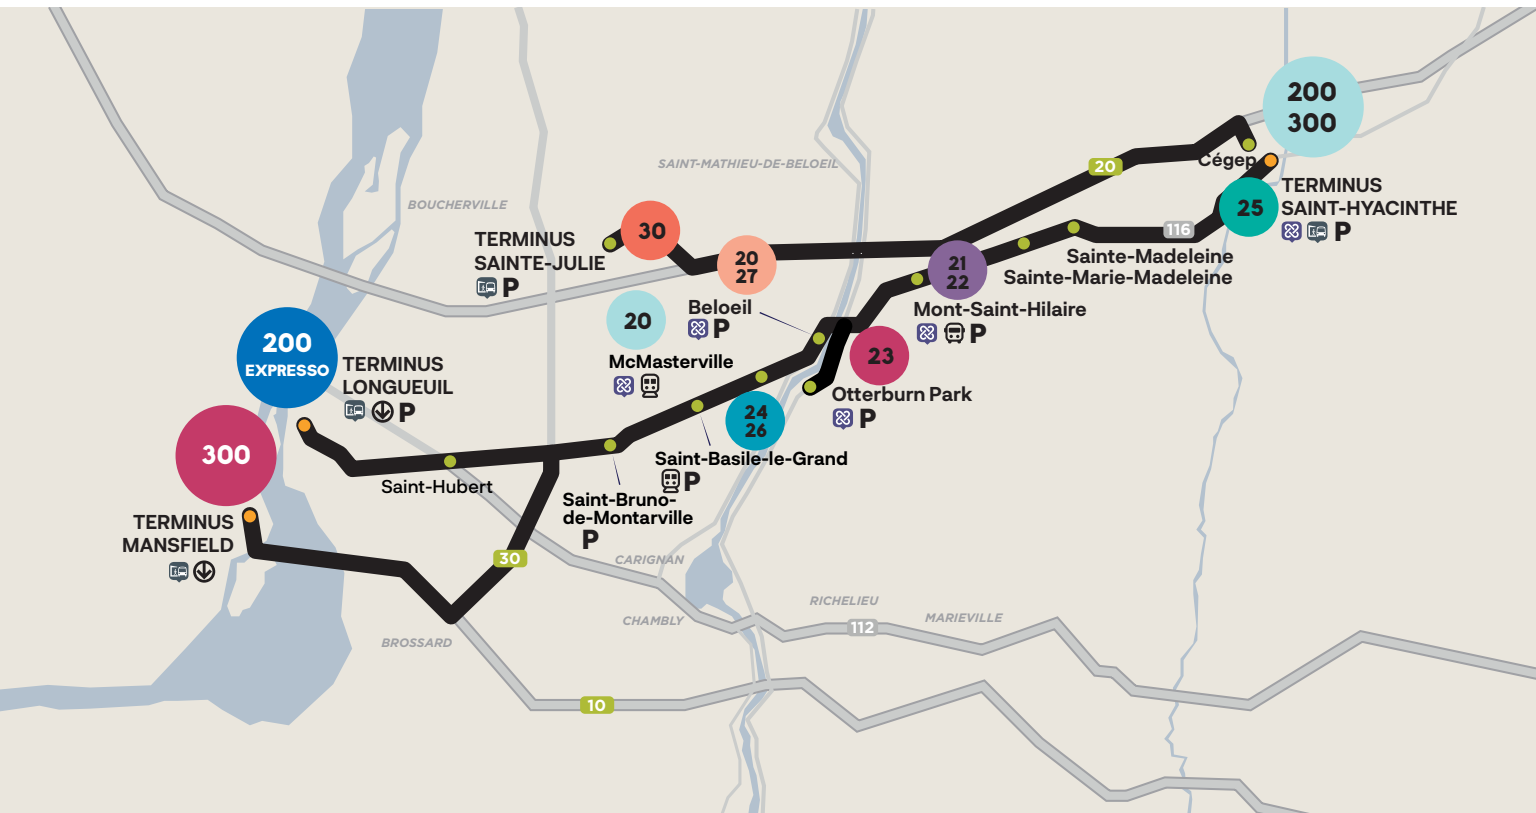 200
300
Cégep
20
SAINT-MATHIEU-DE-BELOEIL
TERMINUS
SAINT-HYACINTHE
P
25
BOUCHERVILLE
30
TERMINUS
SAINTE-JULIE
P
116
20
27
21
22
Sainte-Madeleine
Sainte-Marie-Madeleine
Mont-Saint-Hilaire
P
Beloeil
P
20
McMasterville
200
EXPRESSO
TERMINUS
LONGUEUIL
P
23
Otterburn Park
P
24
26
300
Saint-Basile-le-Grand
P
Saint-Hubert
Saint-Bruno-
de-Montarville
P
TERMINUS
MANSFIELD
30
CARIGNAN
RICHELIEU
CHAMBLY
112
MARIEVILLE
BROSSARD
10